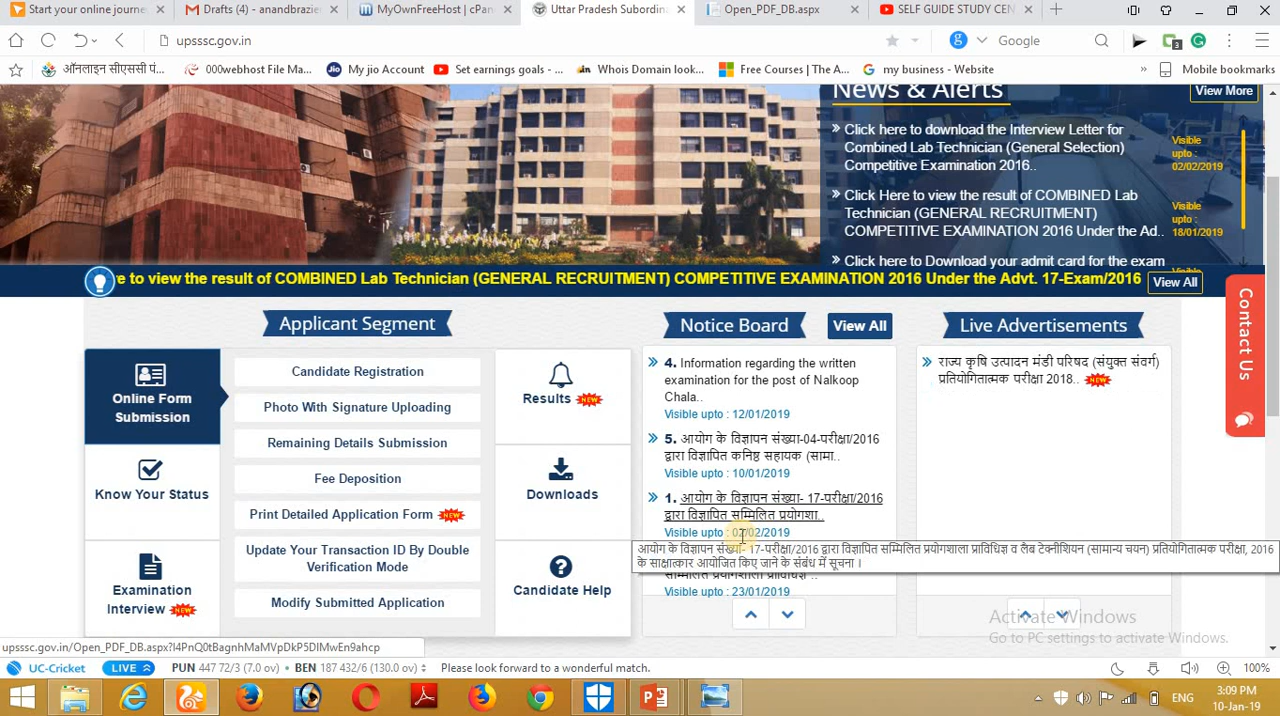 Start your online journe
Drafts (4) - anandbrazie
MyOwnFreeHost | cPan
Uttar Pradesh Subordina
Open_PDF_DB.aspx
SELF GUIDE STUDY CEN
upsssc.gov.in
Google
ऑनलाइन सीएससी पं...
000webhost File Ma...
My jio Account
Set earnings goals - ...
Whois Domain look...
Free Courses | The A...
my business - Website
Mobile bookmarks
News & Alerts
View More
Click here to download the Interview Letter for
Combined Lab Technician (General Selection)
Competitive Examination 2016..
Visible
upto :
02/02/2019
Click Here to view the result of COMBINED Lab
Technician (GENERAL RECRUITMENT)
COMPETITIVE EXAMINATION 2016 Under the Ad..
Visible
upto :
18/01/2019
Click here to Download your admit card for the exam
Visible
re to view the result of COMBINED Lab Technician (GENERAL RECRUITMENT) COMPETITIVE EXAMINATION 2016 Under the Advt. 17-Exam/2016
View All
Contact Us
Applicant Segment
Online Form
Submission
Know Your Status
Examination
Interview NEW
Candidate Registration
Photo With Signature Uploading
Remaining Details Submission
Fee Deposition
Print Detailed Application Form NEW
Update Your Transaction ID By Double
Verification Mode
Modify Submitted Application
Results NEW
Downloads
Candidate Help
Notice Board
View All
4. Information regarding the written
examination for the post of Nalkoop
Chala..
Visible upto : 12/01/2019
5. आयोग के विज्ञापन संख्या-04-परीक्षा/2016
द्वारा विज्ञापित कनिष्ठ सहायक (सामा..
Visible upto : 10/01/2019
1. आयोग के विज्ञापन संख्या- 17-परीक्षा/2016
द्वारा विज्ञापित सम्मिलित प्रयोगशा..
Visible upto : 02/02/2019
आयोग के विज्ञापन संख्या- 17-परीक्षा/2016 द्वारा विज्ञापित सम्मिलित प्रयोगशाला प्राविधिज्ञ व लैब टेक्नीशियन (सामान्य चयन) प्रतियोगितात्मक परीक्षा, 2016
के साक्षात्कार आयोजित किए जाने के संबंध में सूचना ।
सम्मिलित प्रयोगशाला प्राविधिज्ञ ..
Visible upto : 23/01/2019
Live Advertisements
राज्य कृषि उत्पादन मंडी परिषद (संयुक्त संवर्ग)
प्रतियोगितात्मक परीक्षा 2018.. NEW
Activate Windows
Go to PC settings to activate Windows.
upsssc.gov.in/Open_PDF_DB.aspx?I4PnQ0tBagnhMaMVpDkP5DIMwEn9ahcp
UC-Cricket
LIVE
PUN 447 72/3 (7.0 ov) • BEN 187 432/6 (130.0 ov)
Please look forward to a wonderful match.
100%
ENG
3:09 PM
10-Jan-19